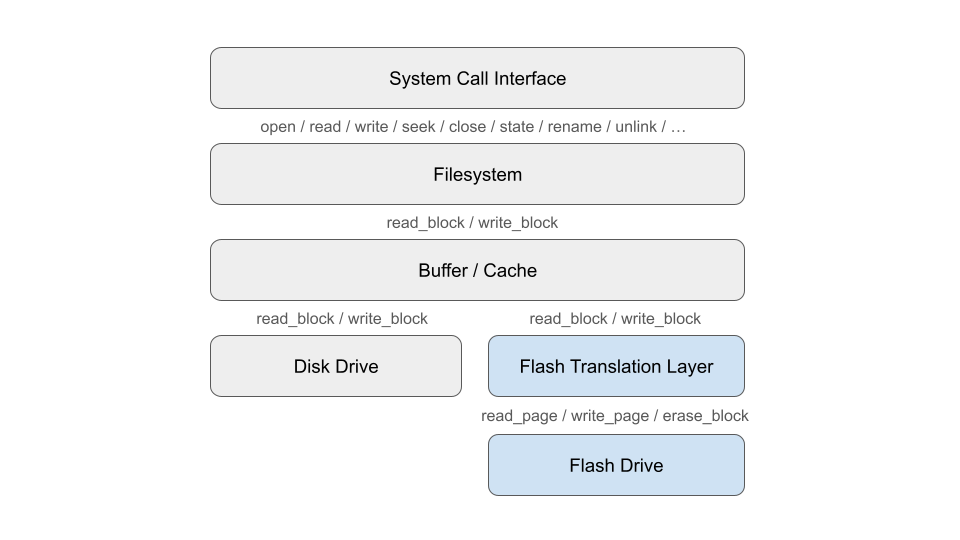 System Call Interface
open / read / write / seek / close / state / rename / unlink / …
Filesystem
read_block / write_block
Buffer / Cache
read_block / write_block
read_block / write_block
Disk Drive
Flash Translation Layer
read_page / write_page / erase_block
Flash Drive